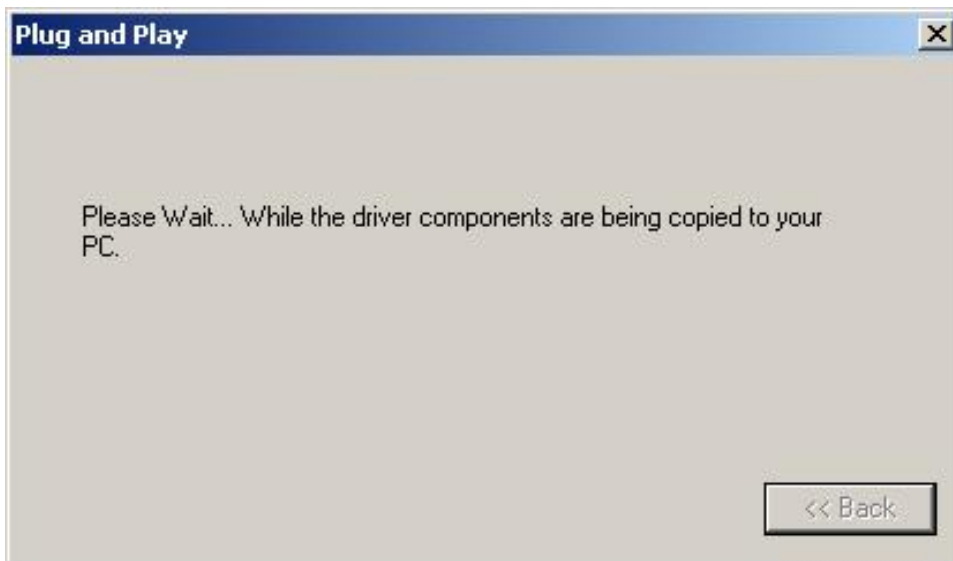 Plug and Play
Please Wait... While the driver components are being copied to your
PC.
<< Back